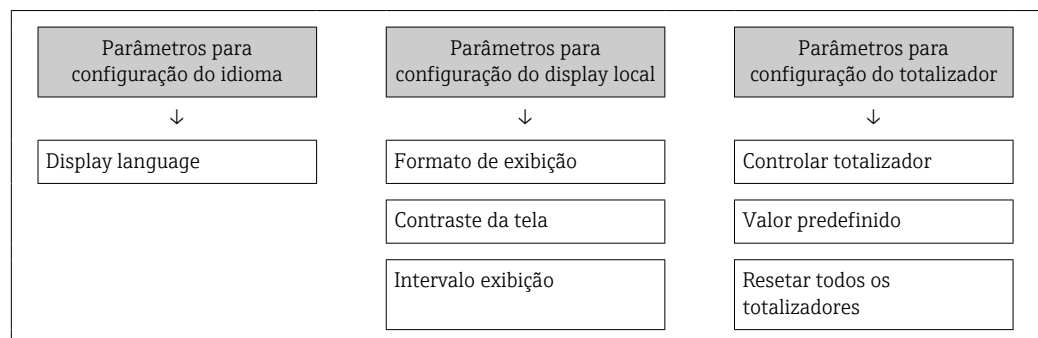 Parâmetros para
configuração do idioma
↓
Display language
Parâmetros para
configuração do display local
↓
Formato de exibição
Contraste da tela
Intervalo exibição
Parâmetros para
configuração do totalizador
↓
Controlar totalizador
Valor predefinido
Resetar todos os
totalizadores